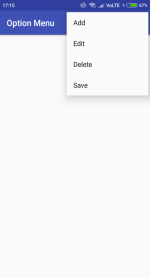 17:15 VoLTE 67%
Option Menu
Add
Edit
Delete
Save